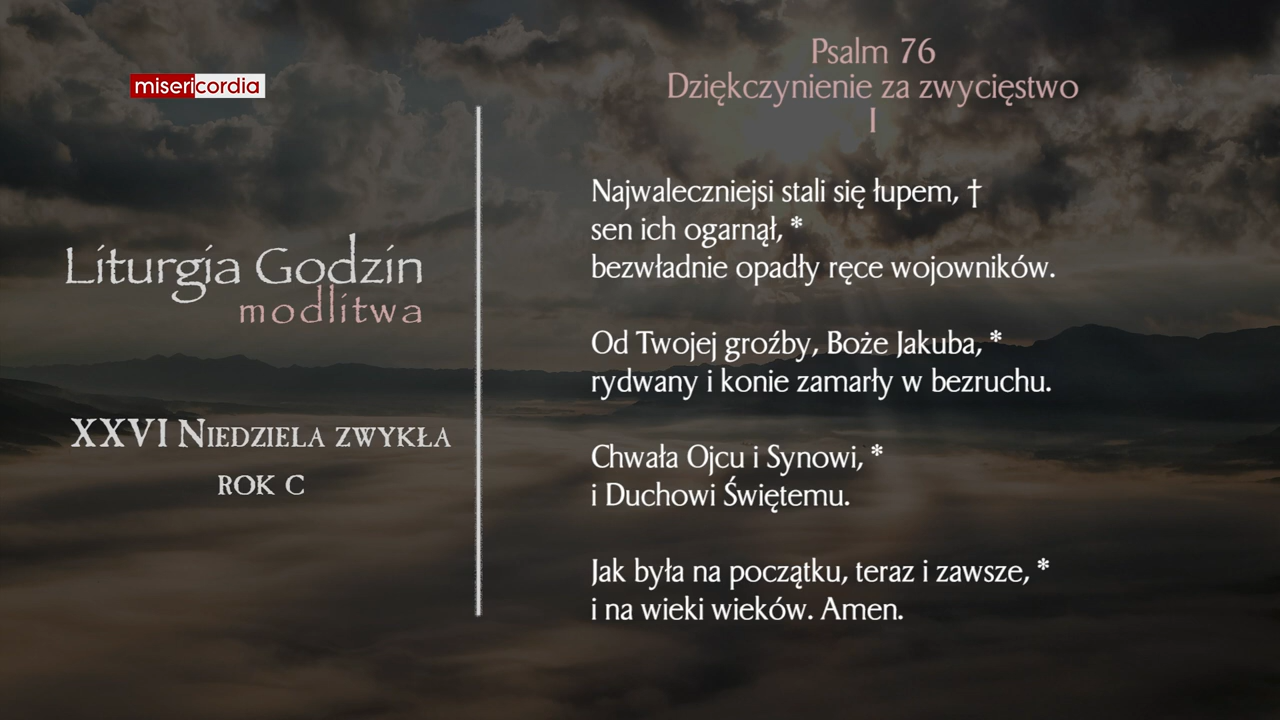 misericordia
Liturgia Godzin
modlitwa
XXVI Niedziela zwykła
rok C
Psalm 76
Dziękczynienie za zwycięstwo
I
Najwaleczniejsi stali się łupem, †
sen ich ogarnął, *
bezwładnie opadły ręce wojowników.
Od Twojej groźby, Boże Jakuba, *
rydwany i konie zamarły w bezruchu.
Chwała Ojcu i Synowi, *
i Duchowi Świętemu.
Jak była na początku, teraz i zawsze, *
i na wieki wieków. Amen.